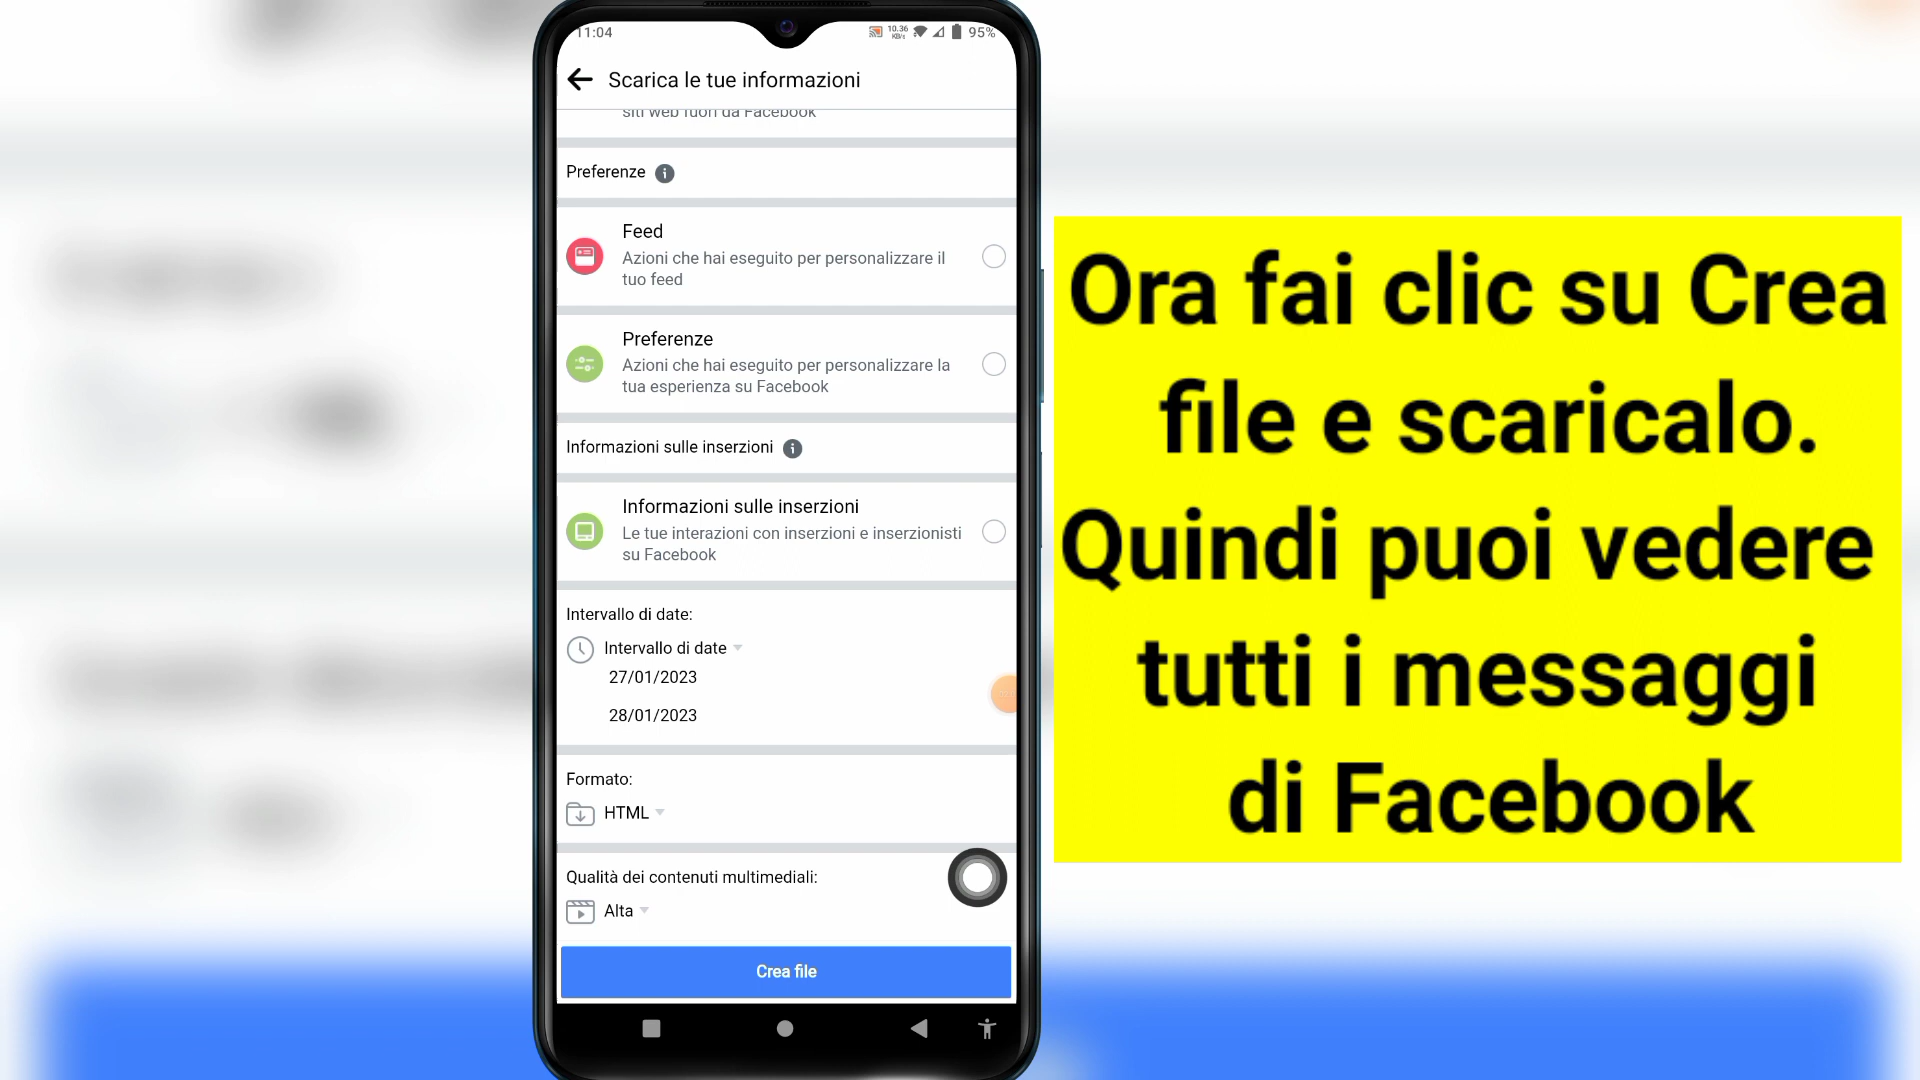 11:04
10.36
KB/s
95%
Scarica le tue informazioni
siti web fuori da Facebook
Preferenze
Feed
Azioni che hai eseguito per personalizzare il
tuo feed
Preferenze
Azioni che hai eseguito per personalizzare la
tua esperienza su Facebook
Informazioni sulle inserzioni
Informazioni sulle inserzioni
Le tue interazioni con inserzioni e inserzionisti
su Facebook
Intervallo di date:
Intervallo di date
27/01/2023
28/01/2023
Formato:
HTML
Qualità dei contenuti multimediali:
Alta
Crea file
Ora fai clic su Crea
file e scaricalo.
Quindi puoi vedere
tutti i messaggi
di Facebook